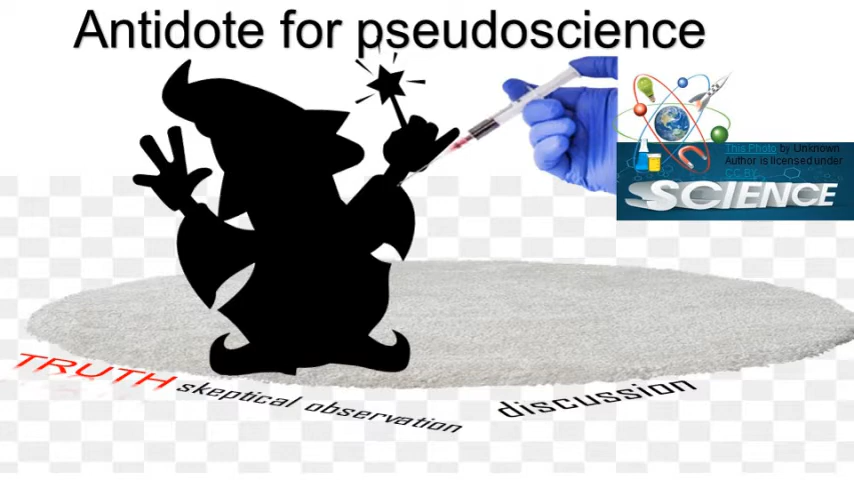 Antidote for pseudoscience
This Photo by Unknown
Author is licensed under
CC BY
SCIENCE
TRUTH skeptical observation discussion